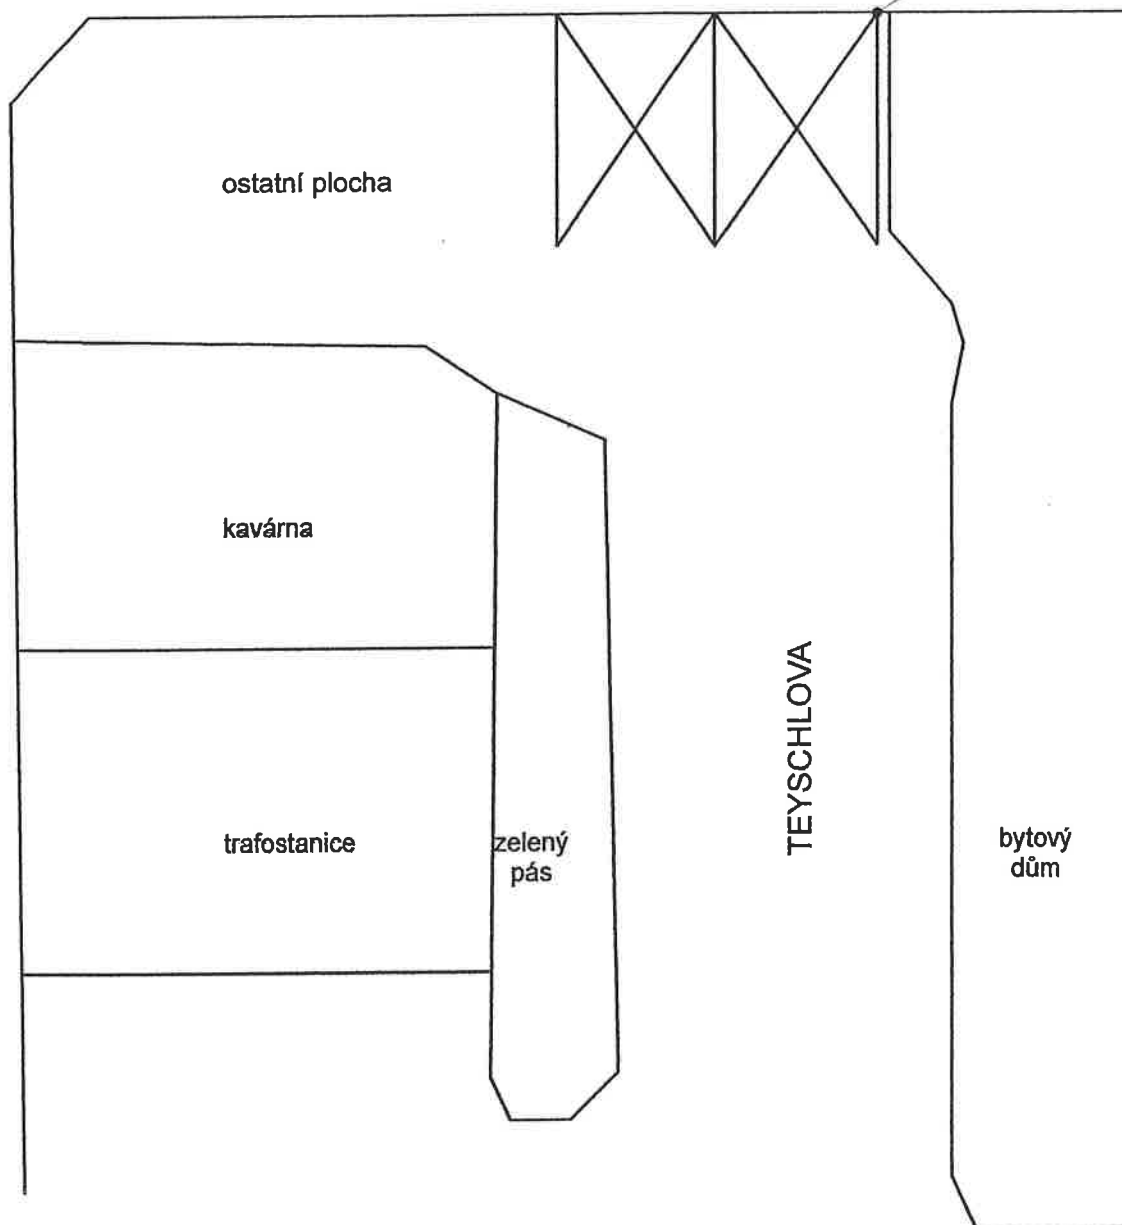 ostatní plocha
kavárna
TEYSCHLOVA
trafostanice
zelený
pás
bytový
dům